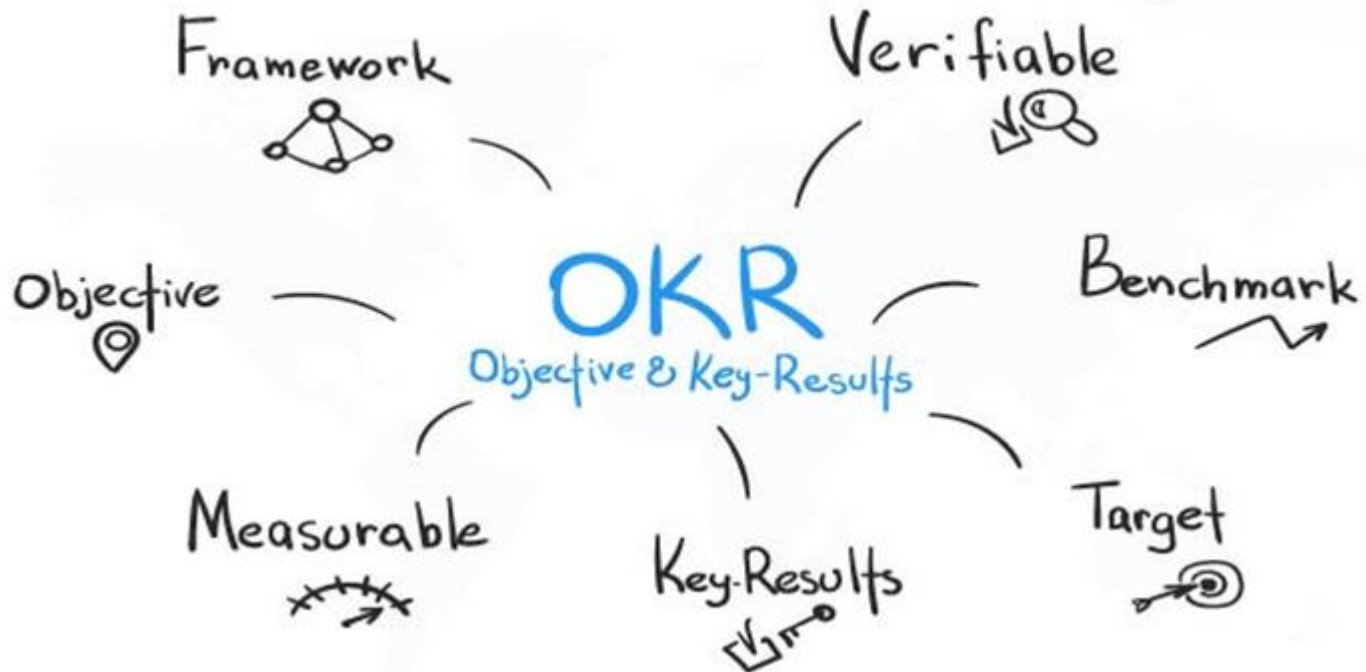 Framework
Verifiable
Objective
OKR
Objective & Key-Results
Benchmark
Measurable
Key-Results
Target